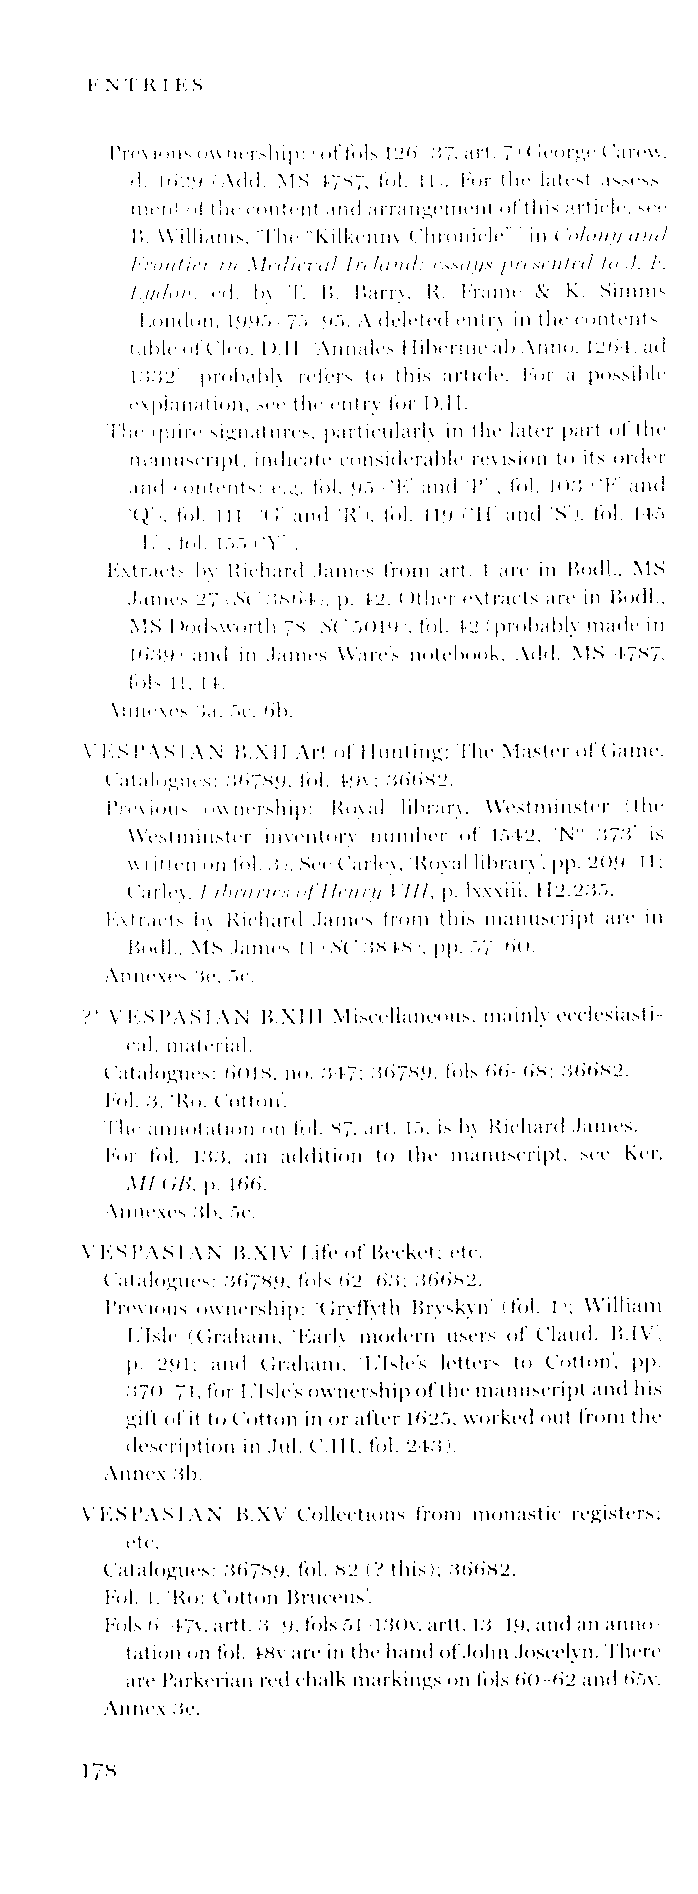 ENTRIES
Previous ownership: (of fols 126–37, art. 7) George Carew,
d. 1629 (Add. MS 4787, fol. 11). For the latest assess-
ment of the content and arrangement of this article, see
B. Williams, 'The "Kilkenny Chronicle"' in Colony and
Frontier in Medieval Ireland: essays presented to J. F.
Lydon, ed. by T. B. Barry, R. Frame & K. Simms
(London, 1995) 75–95. A deleted entry in the contents
table of Cleo. D.II 'Annales Hiberniae ab Anno. 1264. ad
1332' probably refers to this article. For a possible
explanation, see the entry for D.II.
The quire signatures, particularly in the later part of the
manuscript, indicate considerable revision to its order
and contents: e.g. fol. 95 ('E' and 'P'), fol. 103 ('F' and
'Q'), fol. 111 ('G' and 'R'), fol. 119 ('H' and 'S'), fol. 145
, fol. 155 ('Y').
Extracts by Richard James from art. 1 are in Bodl., MS
James 27 (SC 3864), p. 42. Other extracts are in Bodl.,
MS Dodsworth 78 (SC 5019), fol. 42 (probably made in
1639) and in James Ware's notebook, Add. MS 4787,
fols 11, 14.
Annexes 3a, 5c, 6b.
VESPASIAN B.XII Art of Hunting: The Master of Game.
Catalogues: 36789, fol. 49v; 36682.
Previous ownership: Royal library, Westminster (the
Westminster inventory number of 1542, 'No 373' is
written on fol. 3). See Carley, 'Royal library', pp. 209–11;
Carley, Libraries of Henry VIII, p. lxxxiii, H2.235.
Extracts by Richard James from this manuscript are in
Bodl., MS James 11 (SC 3848), pp. 57–60.
Annexes 3e, 5c.
?* VESPASIAN B.XIII Miscellaneous, mainly ecclesiasti-
cal, material.
Catalogues: 6018, no. 347; 36789, fols 66–68; 36682.
Fol. 3, 'Ro. Cotton'.
The annotation on fol. 87, art. 15, is by Richard James.
For fol. 133, an addition to the manuscript, see Ker,
MLGB, p. 166.
Annexes 3b, 5c.
VESPASIAN B.XIV Life of Becket; etc.
Catalogues: 36789, fols 62–63; 36682.
Previous ownership: 'Gryffyth Bryskyn' (fol. 1); William
L'Isle (Graham, 'Early modern users of Claud. B.IV',
p. 291; and Graham, 'L'Isle's letters to Cotton', pp.
370–71, for L'Isle's ownership of the manuscript and his
gift of it to Cotton in or after 1625, worked out from the
description in Jul. C.III, fol. 243).
Annex 3b.
VESPASIAN B.XV Collections from monastic registers;
etc.
Catalogues: 36789, fol. 82 (? this); 36682.
Fol. 1, 'Ro: Cotton Bruceus'.
Fols 6–47v, artt. 3–9, fols 51–130v, artt. 13–19, and an anno-
tation on fol. 48v are in the hand of John Joscelyn. There
are Parkerian red chalk markings on fols 60–62 and 65v.
Annex 3e.
178